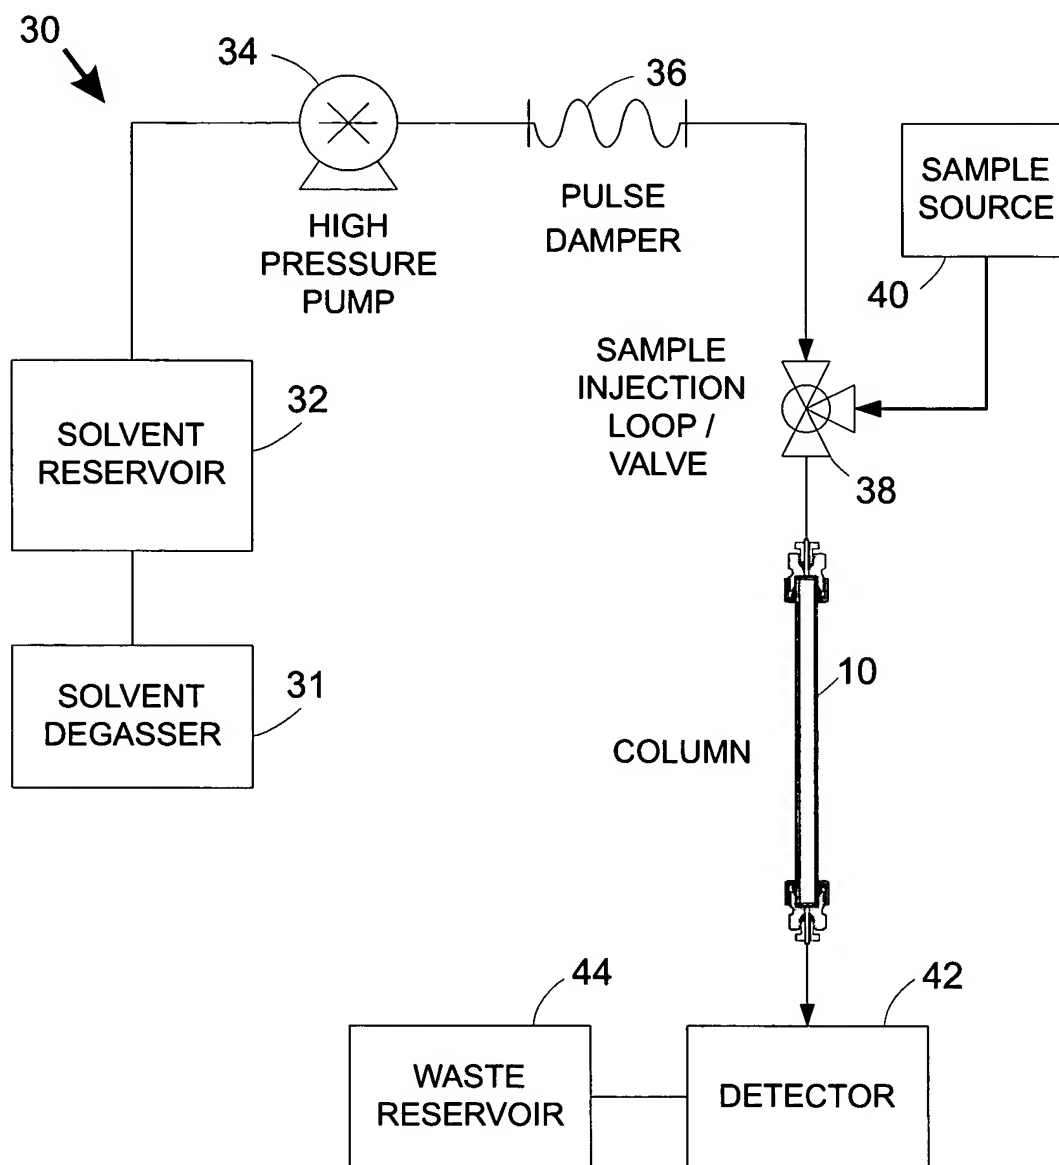 30
34
36
HIGH
PRESSURE
PUMP
PULSE
DAMPER
SAMPLE
SOURCE
40
SOLVENT
RESERVOIR
32
SAMPLE
INJECTION
LOOP /
VALVE
38
SOLVENT
DEGASSER
31
COLUMN
10
44
WASTE
RESERVOIR
42
DETECTOR